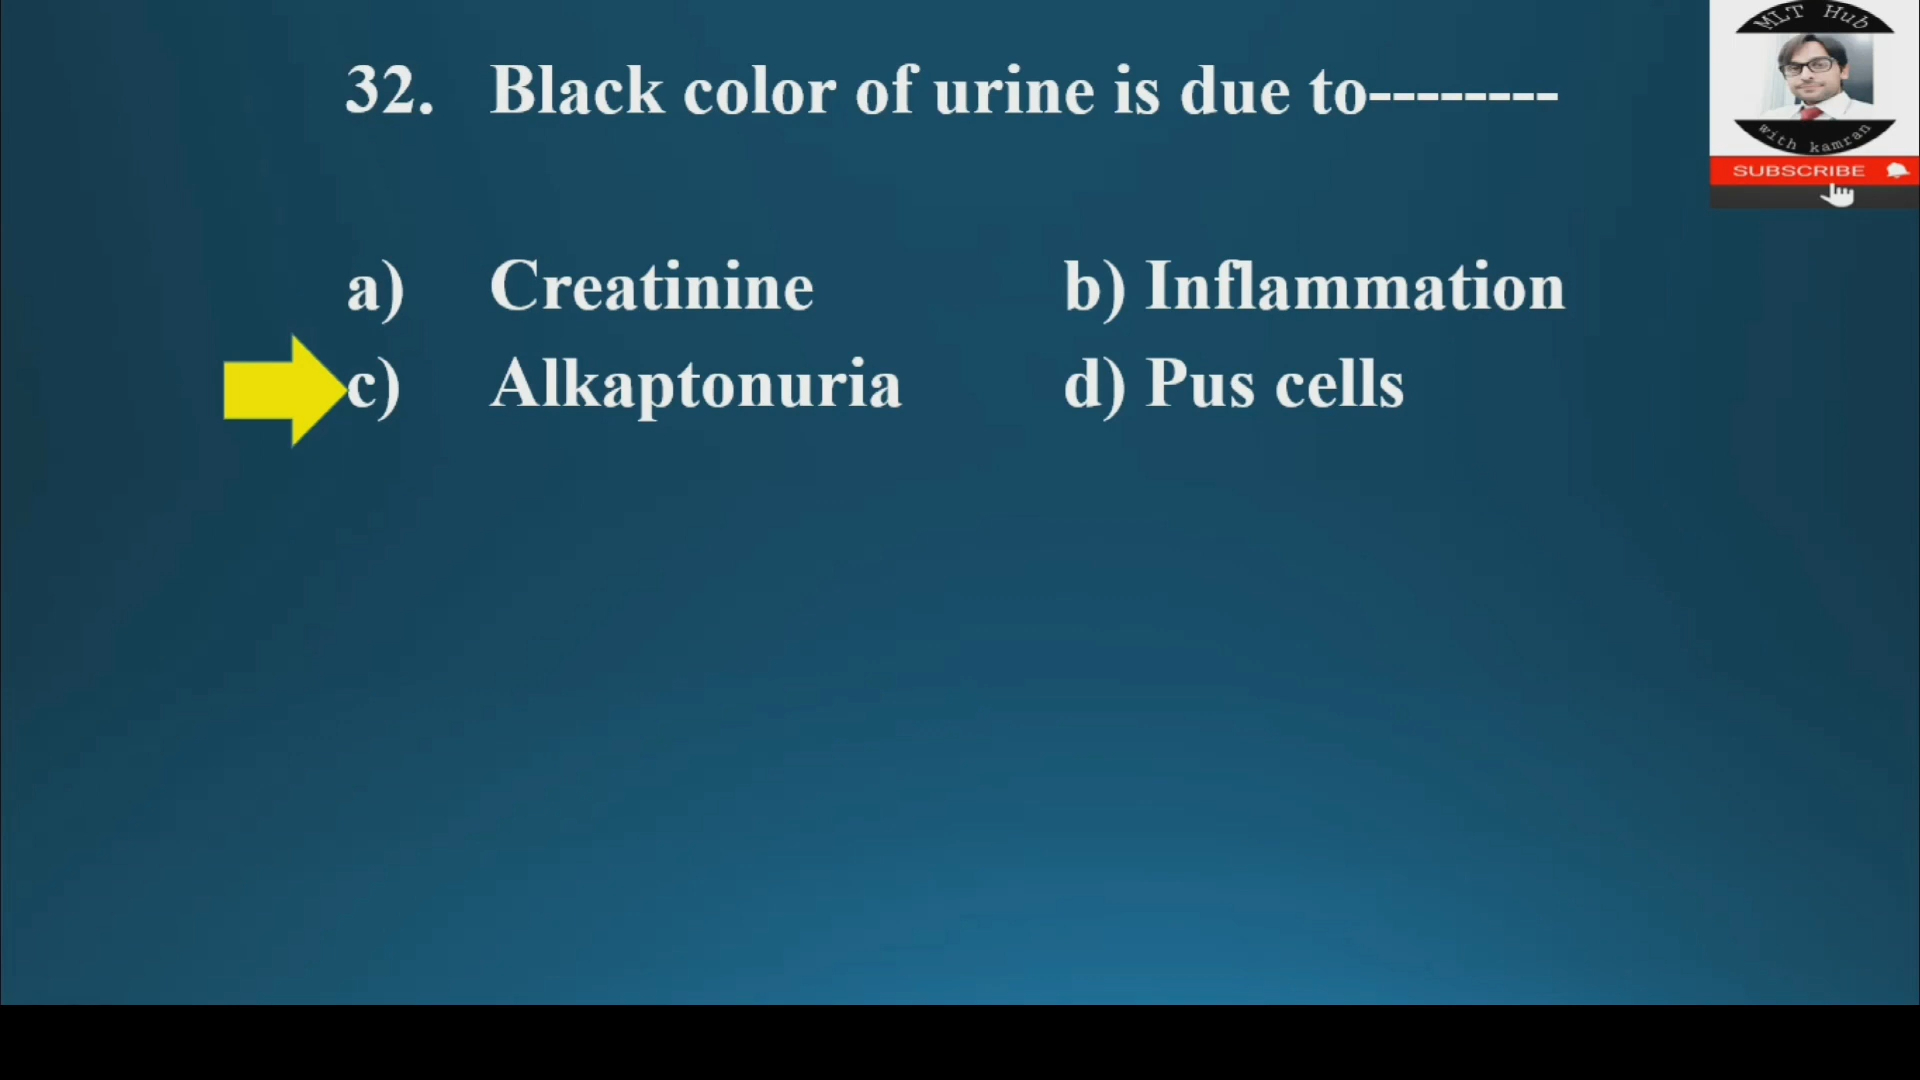 MLT Hub
with kamran
SUBSCRIBE
32. Black color of urine is due to--------
a) Creatinine b) Inflammation
c) Alkaptonuria d) Pus cells